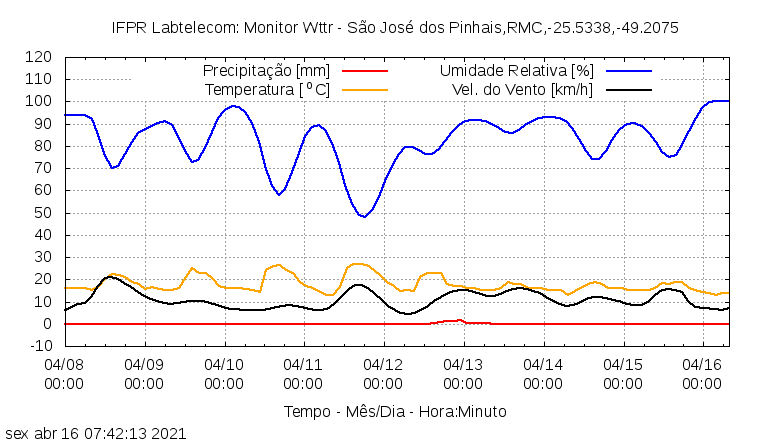 IFPR Labtelecom: Monitor Wttr - São José dos Pinhais,RMC,-25.5338,-49.2075
120
110
100
90
80
70
60
50
40
30
20
10
0
-10
Precipitação [mm] Umidade Relativa [%]
Temperatura [⁰C] Vel. do Vento [km/h]
04/08 04/09 04/10 04/11 04/12 04/13 04/14 04/15 04/16
00:00 00:00 00:00 00:00 00:00 00:00 00:00 00:00 00:00
Tempo - Mês/Dia - Hora:Minuto
sex abr 16 07:42:13 2021